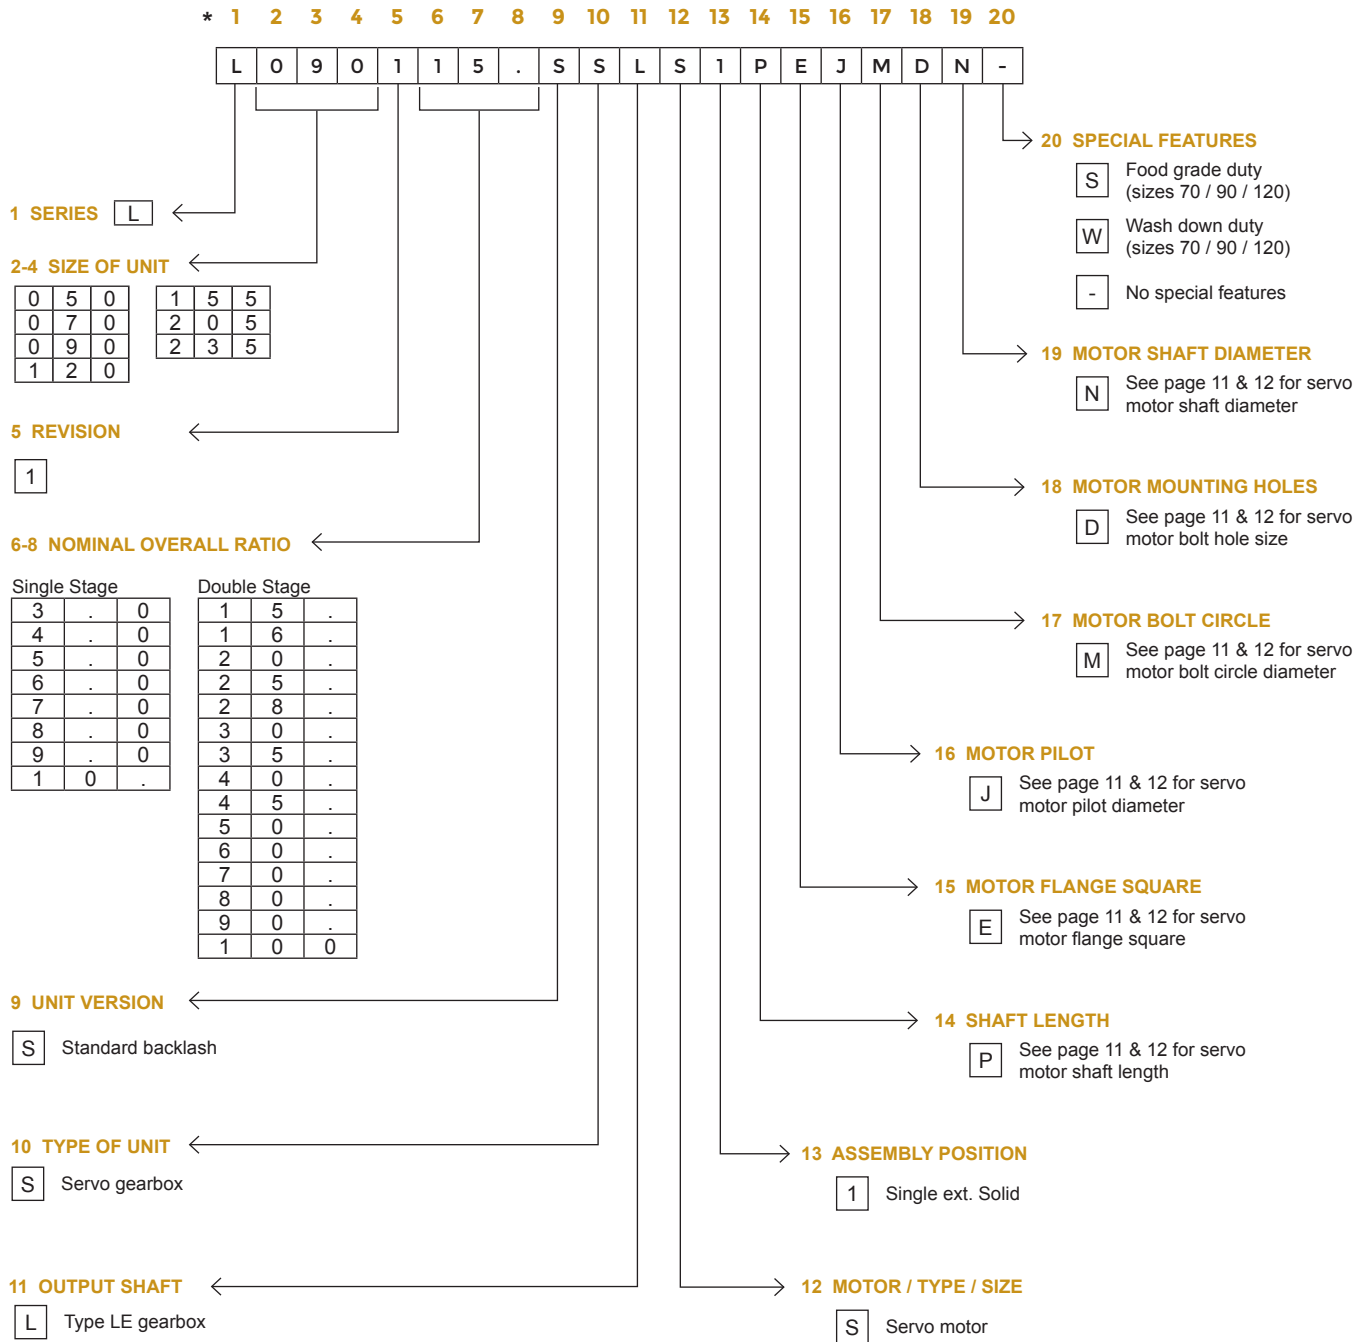 * 1 2 3 4 5 6 7 8 9 10 11 12 13 14 15 16 17 18 19 20
L 0 9 0 1 1 5 . S S L S 1 P E J M D N -
1 SERIES L
2-4 SIZE OF UNIT
0 5 0
0 7 0
0 9 0
1 2 0
1 5 5
2 0 5
2 3 5
5 REVISION
1
6-8 NOMINAL OVERALL RATIO
Single Stage
3 . 0
4 . 0
5 . 0
6 . 0
7 . 0
8 . 0
9 . 0
1 0 .
Double Stage
1 5 .
1 6 .
2 0 .
2 5 .
2 8 .
3 0 .
3 5 .
4 0 .
4 5 .
5 0 .
6 0 .
7 0 .
8 0 .
9 0 .
1 0 0
9 UNIT VERSION
S Standard backlash
10 TYPE OF UNIT
S Servo gearbox
11 OUTPUT SHAFT
L Type LE gearbox
20 SPECIAL FEATURES
S Food grade duty
(sizes 70 / 90 / 120)
W Wash down duty
(sizes 70 / 90 / 120)
- No special features
19 MOTOR SHAFT DIAMETER
N See page 11 & 12 for servo
motor shaft diameter
18 MOTOR MOUNTING HOLES
D See page 11 & 12 for servo
motor bolt hole size
17 MOTOR BOLT CIRCLE
M See page 11 & 12 for servo
motor bolt circle diameter
16 MOTOR PILOT
J See page 11 & 12 for servo
motor pilot diameter
15 MOTOR FLANGE SQUARE
E See page 11 & 12 for servo
motor flange square
14 SHAFT LENGTH
P See page 11 & 12 for servo
motor shaft length
13 ASSEMBLY POSITION
1 Single ext. Solid
12 MOTOR / TYPE / SIZE
S Servo motor